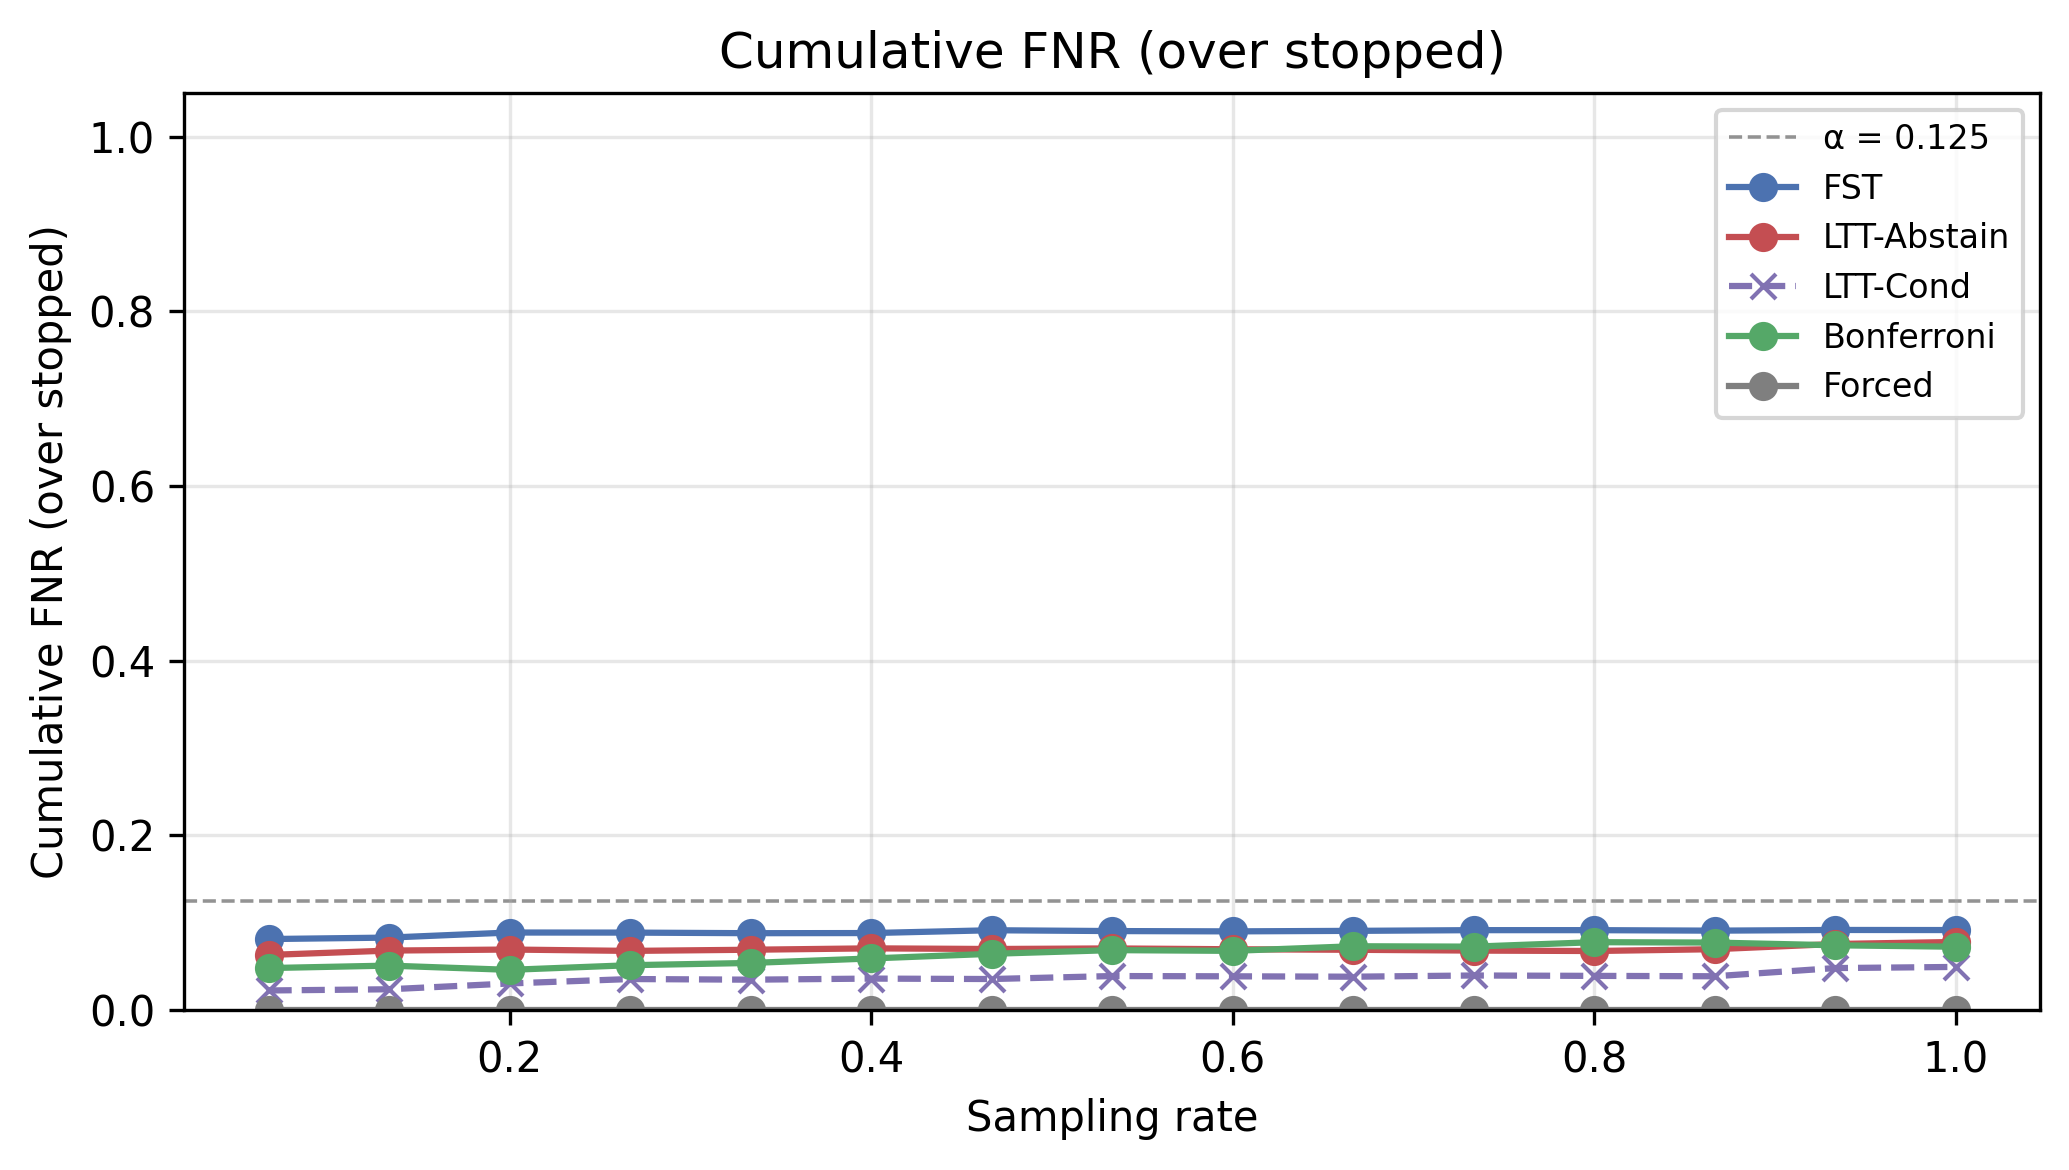 Cumulative FNR (over stopped)
Cumulative FNR (over stopped)
1.0
0.8
0.6
0.4
0.2
0.0
α = 0.125
FST
LTT-Abstain
LTT-Cond
Bonferroni
Forced
0.2 0.4 0.6 0.8 1.0
Sampling rate